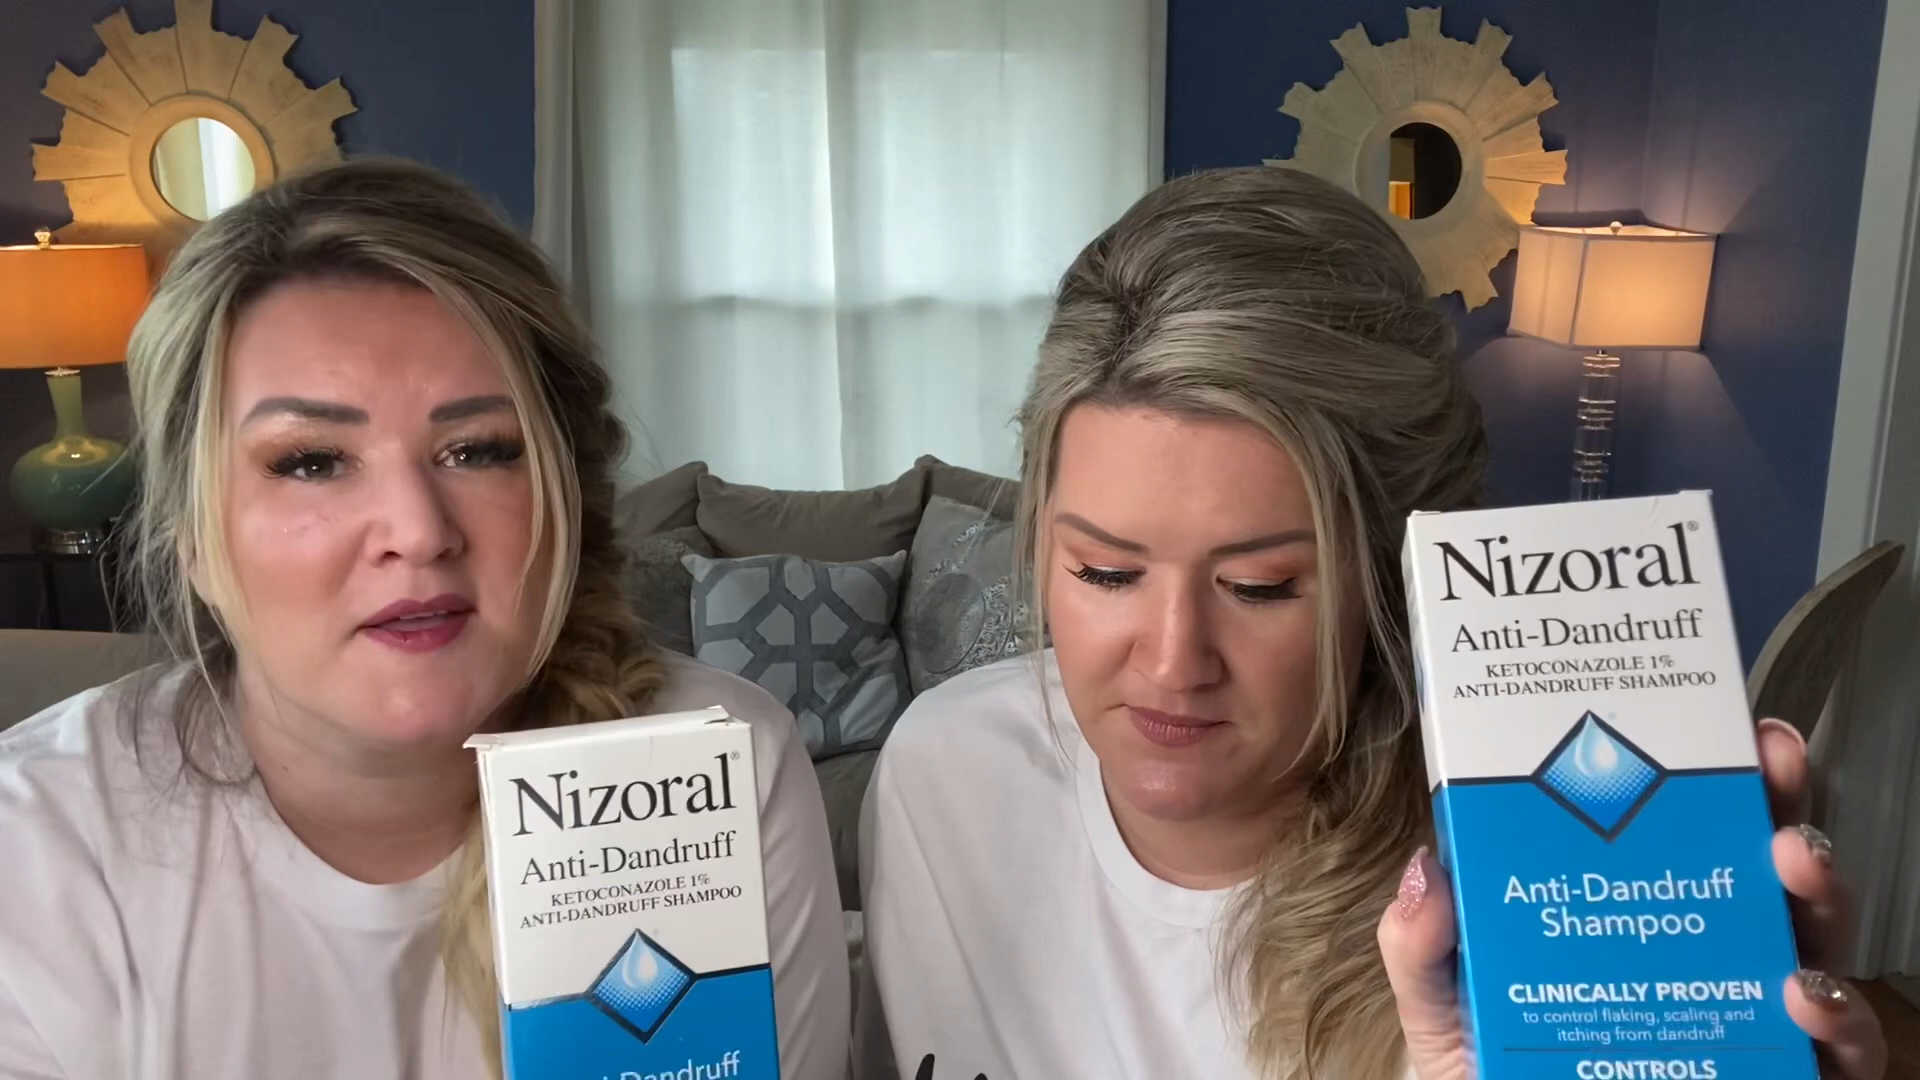 Nizoral®
Anti-Dandruff
KETOCONAZOLE 1%
ANTI-DANDRUFF SHAMPOO
Dandruff
Nizoral®
Anti-Dandruff
KETOCONAZOLE 1%
ANTI-DANDRUFF SHAMPOO
Anti-Dandruff
Shampoo
CLINICALLY PROVEN
to control flaking, scaling and
itching from dandruff
CONTROLS